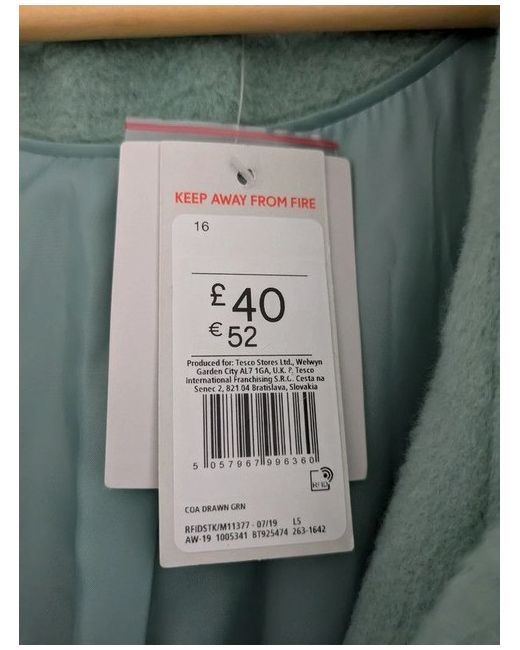 KEEP AWAY FROM FIRE
16
£40
€52
Produced for: Tesco Stores Ltd., Welwyn
Garden City AL7 1GA, U.K. P. Tesco
International Franchising S.R.G. Cesta na
Senec 2, 821 04 Bratislava, Slovakia
5 057967 996360
RFID
COA DRAWN GRN
RFIDSTK/M11377 - 07/19 L5
AW-19 1005341 BT925474 263-1642